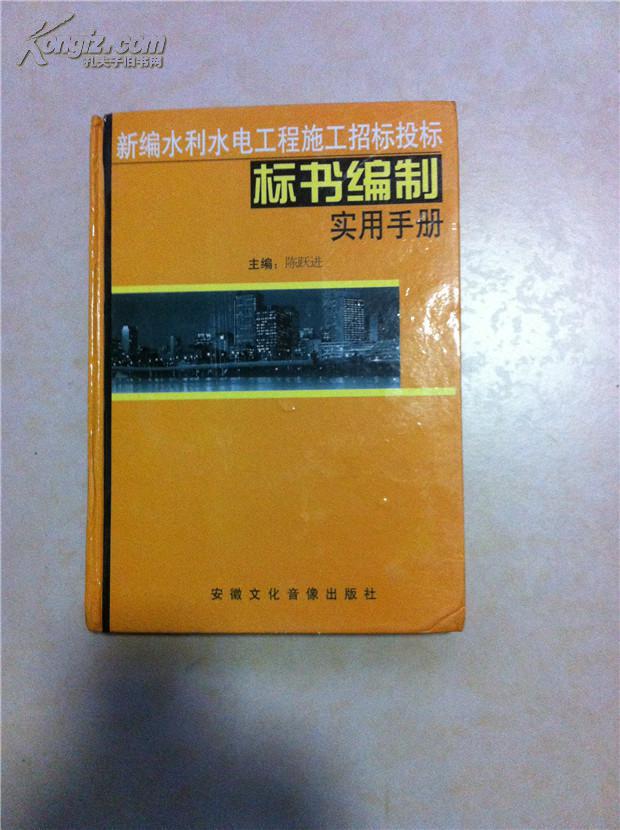 Kongfz.com
孔夫子旧书网
新编水利水电工程施工招标投标
标书编制
实用手册
主编：陈跃进
安徽文化音像出版社